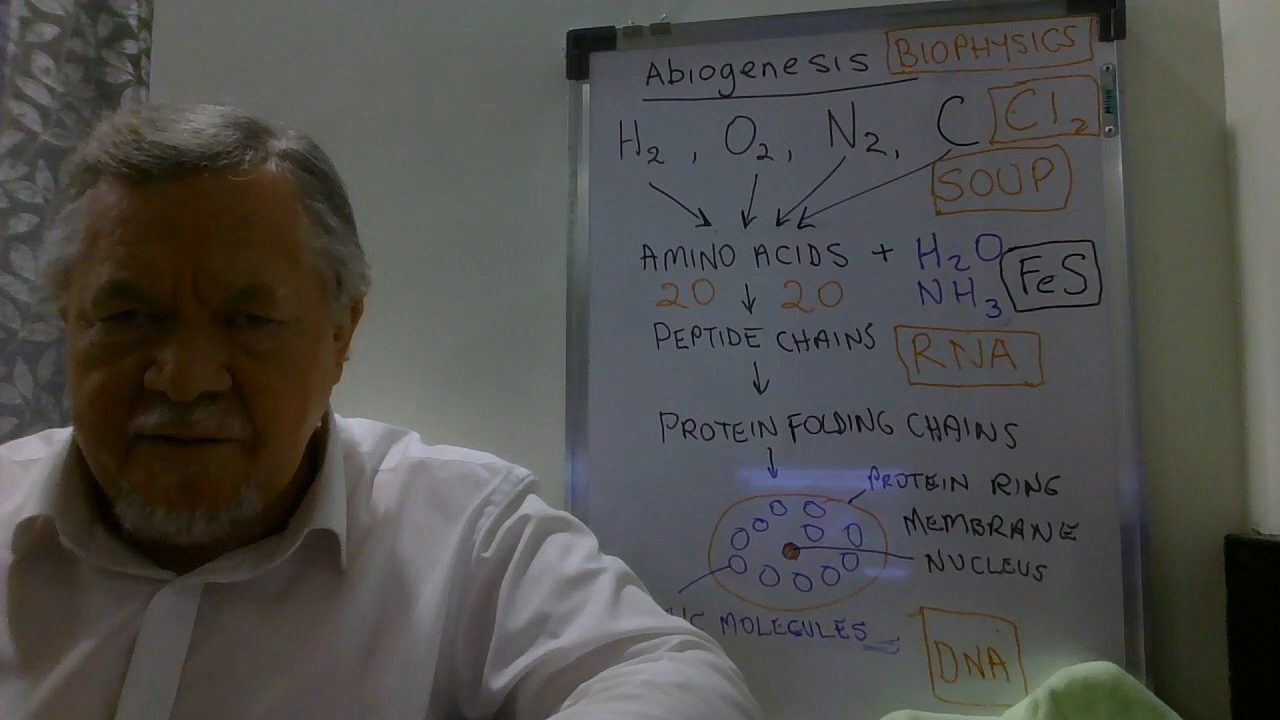 Abiogenesis BIOPHYSICS
H2, O2, N2, C Cl2
SOUP
AMINO ACIDS + H2O
20 20 NH3 FeS
PEPTIDE CHAINS RNA
PROTEIN FOLDING CHAINS
PROTEIN RING
MEMBRANE
NUCLEUS
MOLECULES
DNA